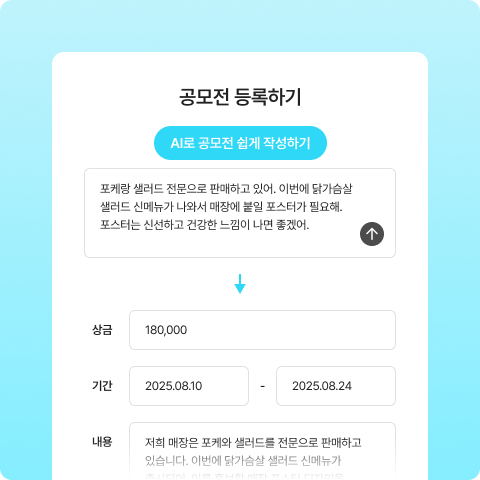 공모전 등록하기
AI로 공모전 쉽게 작성하기
포케랑 샐러드 전문으로 판매하고 있어. 이번에 닭가슴살
샐러드 신메뉴가 나와서 매장에 붙일 포스터가 필요해.
포스터는 신선하고 건강한 느낌이 나면 좋겠어.
상금 180,000
기간 2025.08.10 - 2025.08.24
내용 저희 매장은 포케와 샐러드를 전문으로 판매하고
있습니다. 이번에 닭가슴살 샐러드 신메뉴가